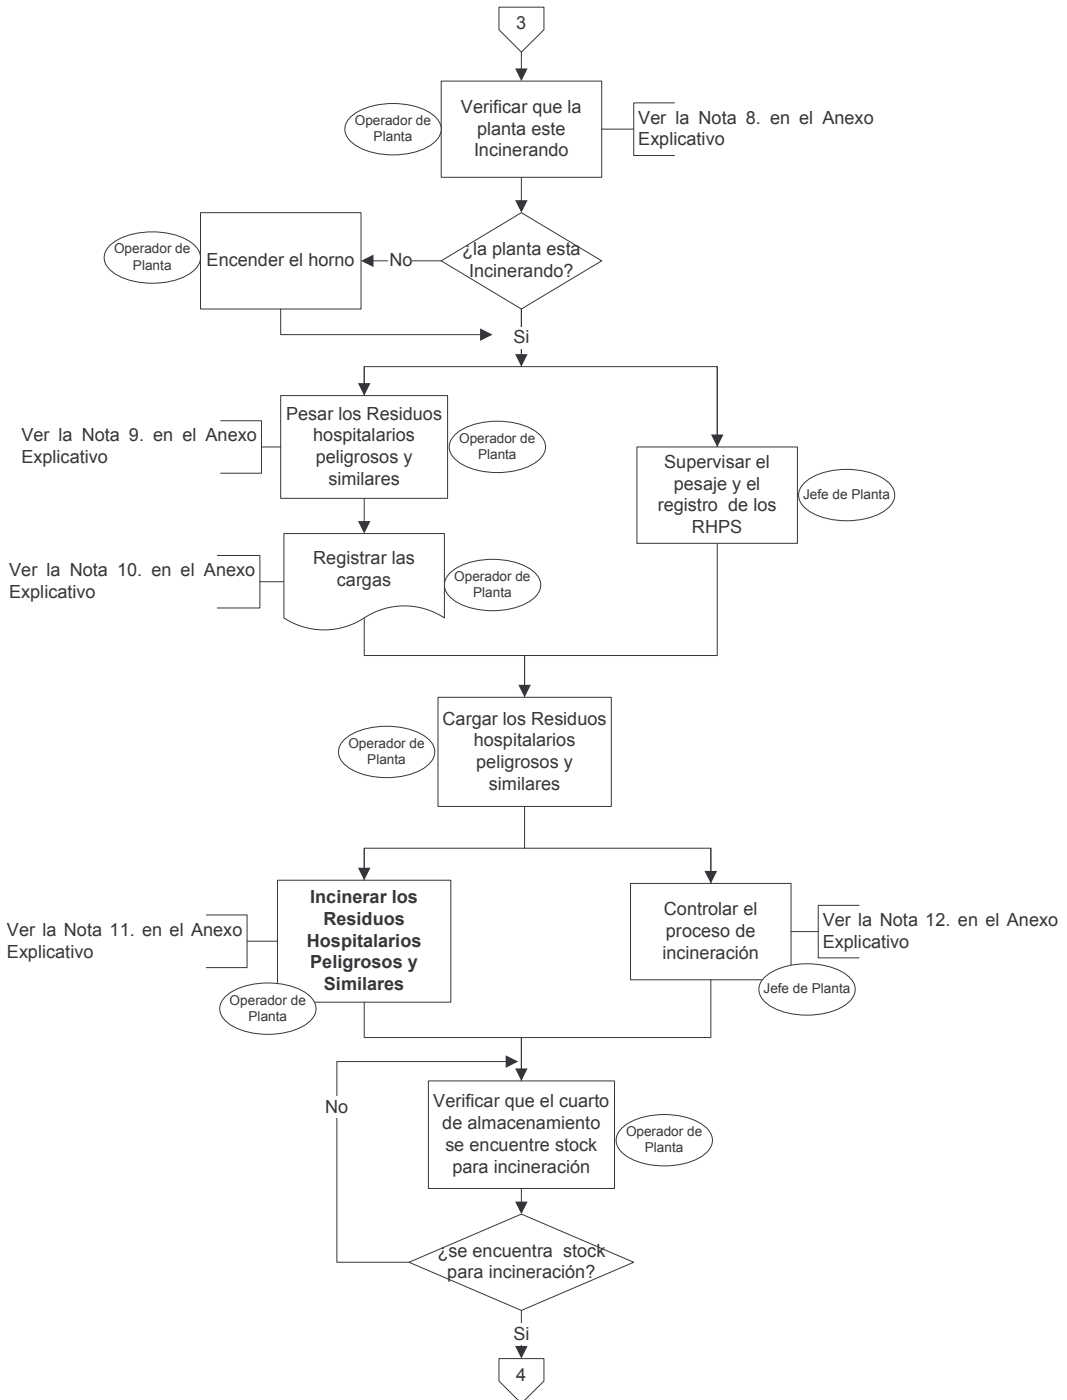 3
Operador de
Planta
Verificar que la
planta este
Incinerando
Ver la Nota 8. en el Anexo
Explicativo
Operador de
Planta
Encender el horno
No
¿la planta esta
Incinerando?
Si
Ver la Nota 9. en el Anexo
Explicativo
Pesar los Residuos
hospitalarios
peligrosos y
similares
Operador de
Planta
Supervisar el
pesaje y el
registro de los
RHPS
Jefe de Planta
Ver la Nota 10. en el Anexo
Explicativo
Registrar las
cargas
Operador de
Planta
Operador de
Planta
Cargar los Residuos
hospitalarios
peligrosos y
similares
Ver la Nota 11. en el Anexo
Explicativo
Incinerar los
Residuos
Hospitalarios
Peligrosos y
Similares
Operador de
Planta
Controlar el
proceso de
incineración
Jefe de Planta
Ver la Nota 12. en el Anexo
Explicativo
No
Verificar que el cuarto
de almacenamiento
se encuentre stock
para incineración
Operador de
Planta
¿se encuentra stock
para incineración?
Si
4